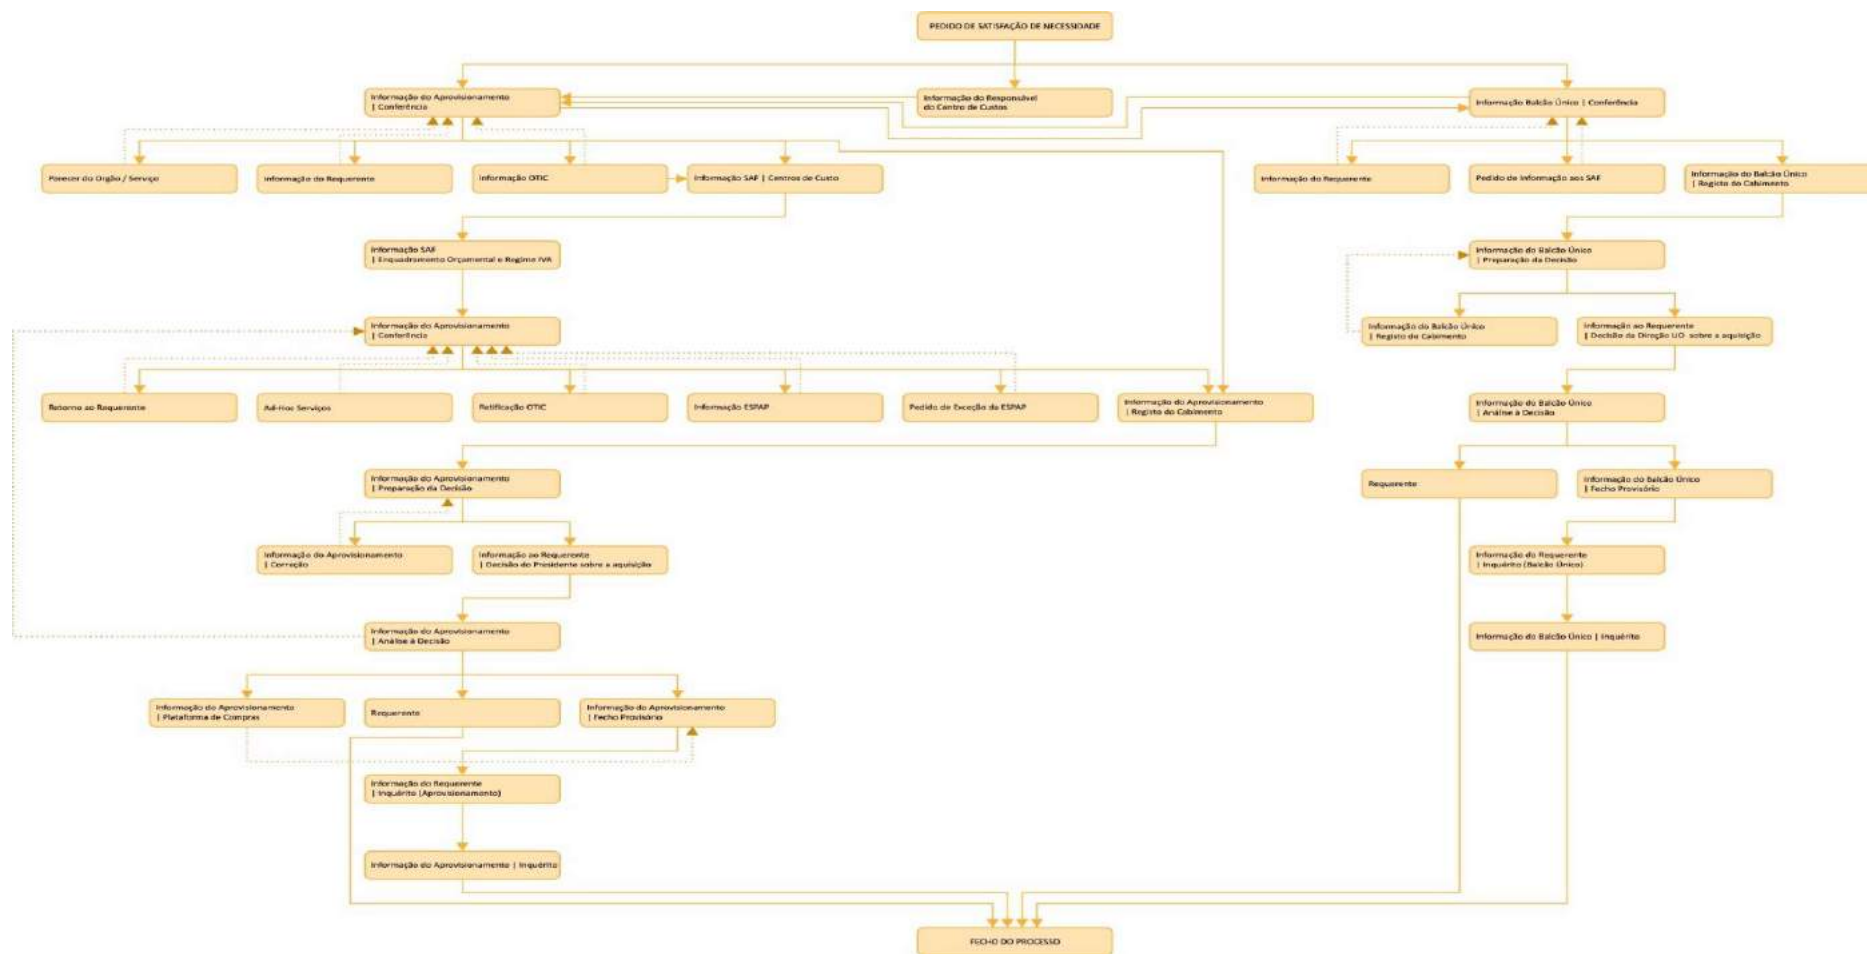 PEDIDO DE SATISFAÇÃO DE NECESSIDADE
Informação do Aprovisionamento
| Conferência
Informação do Responsável
do Centro de Custos
Informação Balcão Único | Conferência
Parecer do Orgão / Serviço
Informação do Requerente
Informação OTIC
Informação SAF | Centros de Custo
Informação do Requerente
Pedido de Informação aos SAF
Informação do Balcão Único
| Registo do Cabimento
Informação SAF
| Enquadramento Orçamental e Regime IVA
Informação do Balcão Único
| Preparação da Decisão
Informação do Aprovisionamento
| Conferência
Informação do Balcão Único
| Registo do Cabimento
Informação ao Requerente
| Decisão da Direção UO sobre a aquisição
Retorno ao Requerente
Ad-Hoc Serviços
Retificação OTIC
Informação ESPAP
Pedido de Exceção da ESPAP
Informação do Aprovisionamento
| Registo do Cabimento
Informação do Balcão Único
| Análise à Decisão
Informação do Aprovisionamento
| Preparação da Decisão
Requerente
Informação do Balcão Único
| Fecho Provisório
Informação do Aprovisionamento
| Correção
Informação ao Requerente
| Decisão do Presidente sobre a aquisição
Informação do Requerente
| Inquérito (Balcão Único)
Informação do Aprovisionamento
| Análise à Decisão
Informação do Balcão Único | Inquérito
Informação do Aprovisionamento
| Plataforma de Compras
Requerente
Informação do Aprovisionamento
| Fecho Provisório
Informação do Requerente
| Inquérito (Aprovisionamento)
Informação do Aprovisionamento | Inquérito
FECHO DO PROCESSO